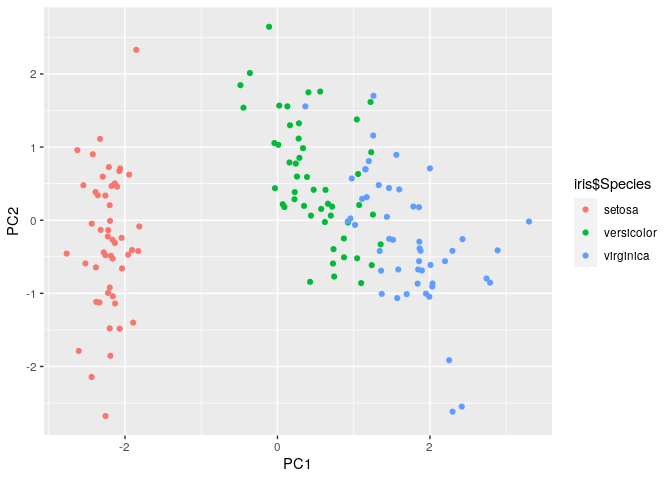 2
1
0
-1
-2
PC2
-2
0
2
PC1
iris$Species
setosa
versicolor
virginica